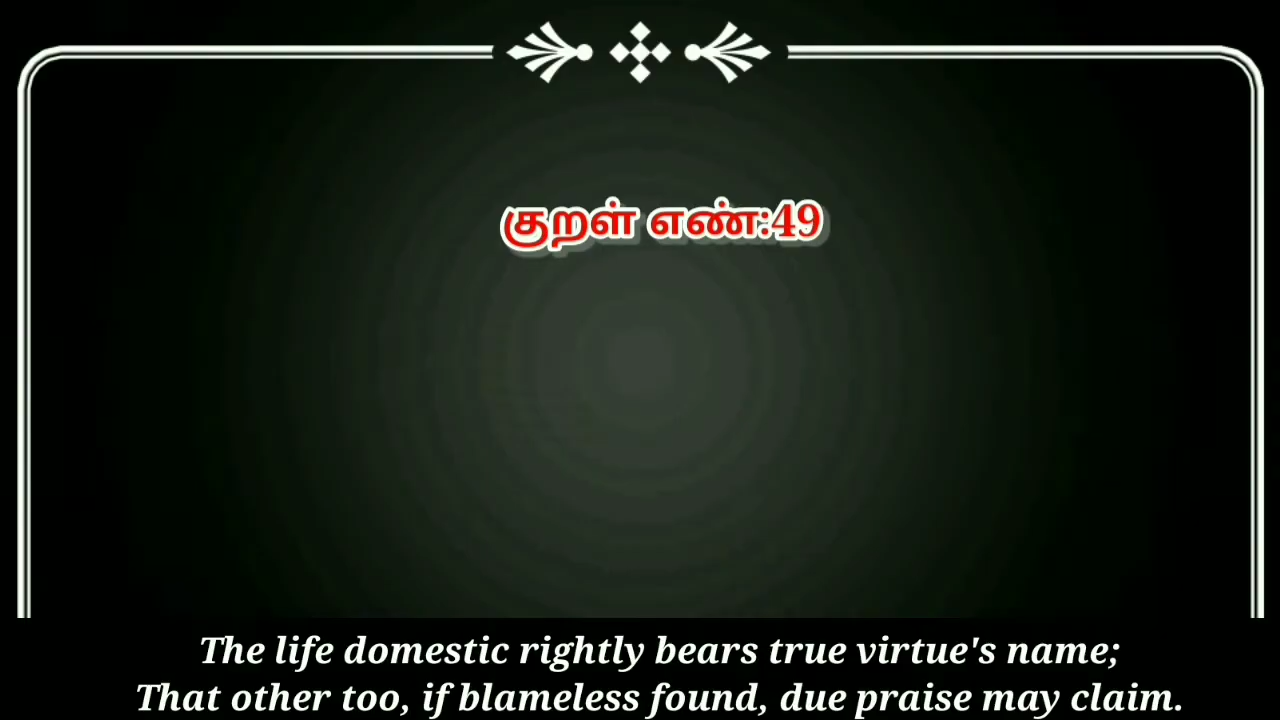 குறள் எண்:49
The life domestic rightly bears true virtue's name;
That other too, if blameless found, due praise may claim.